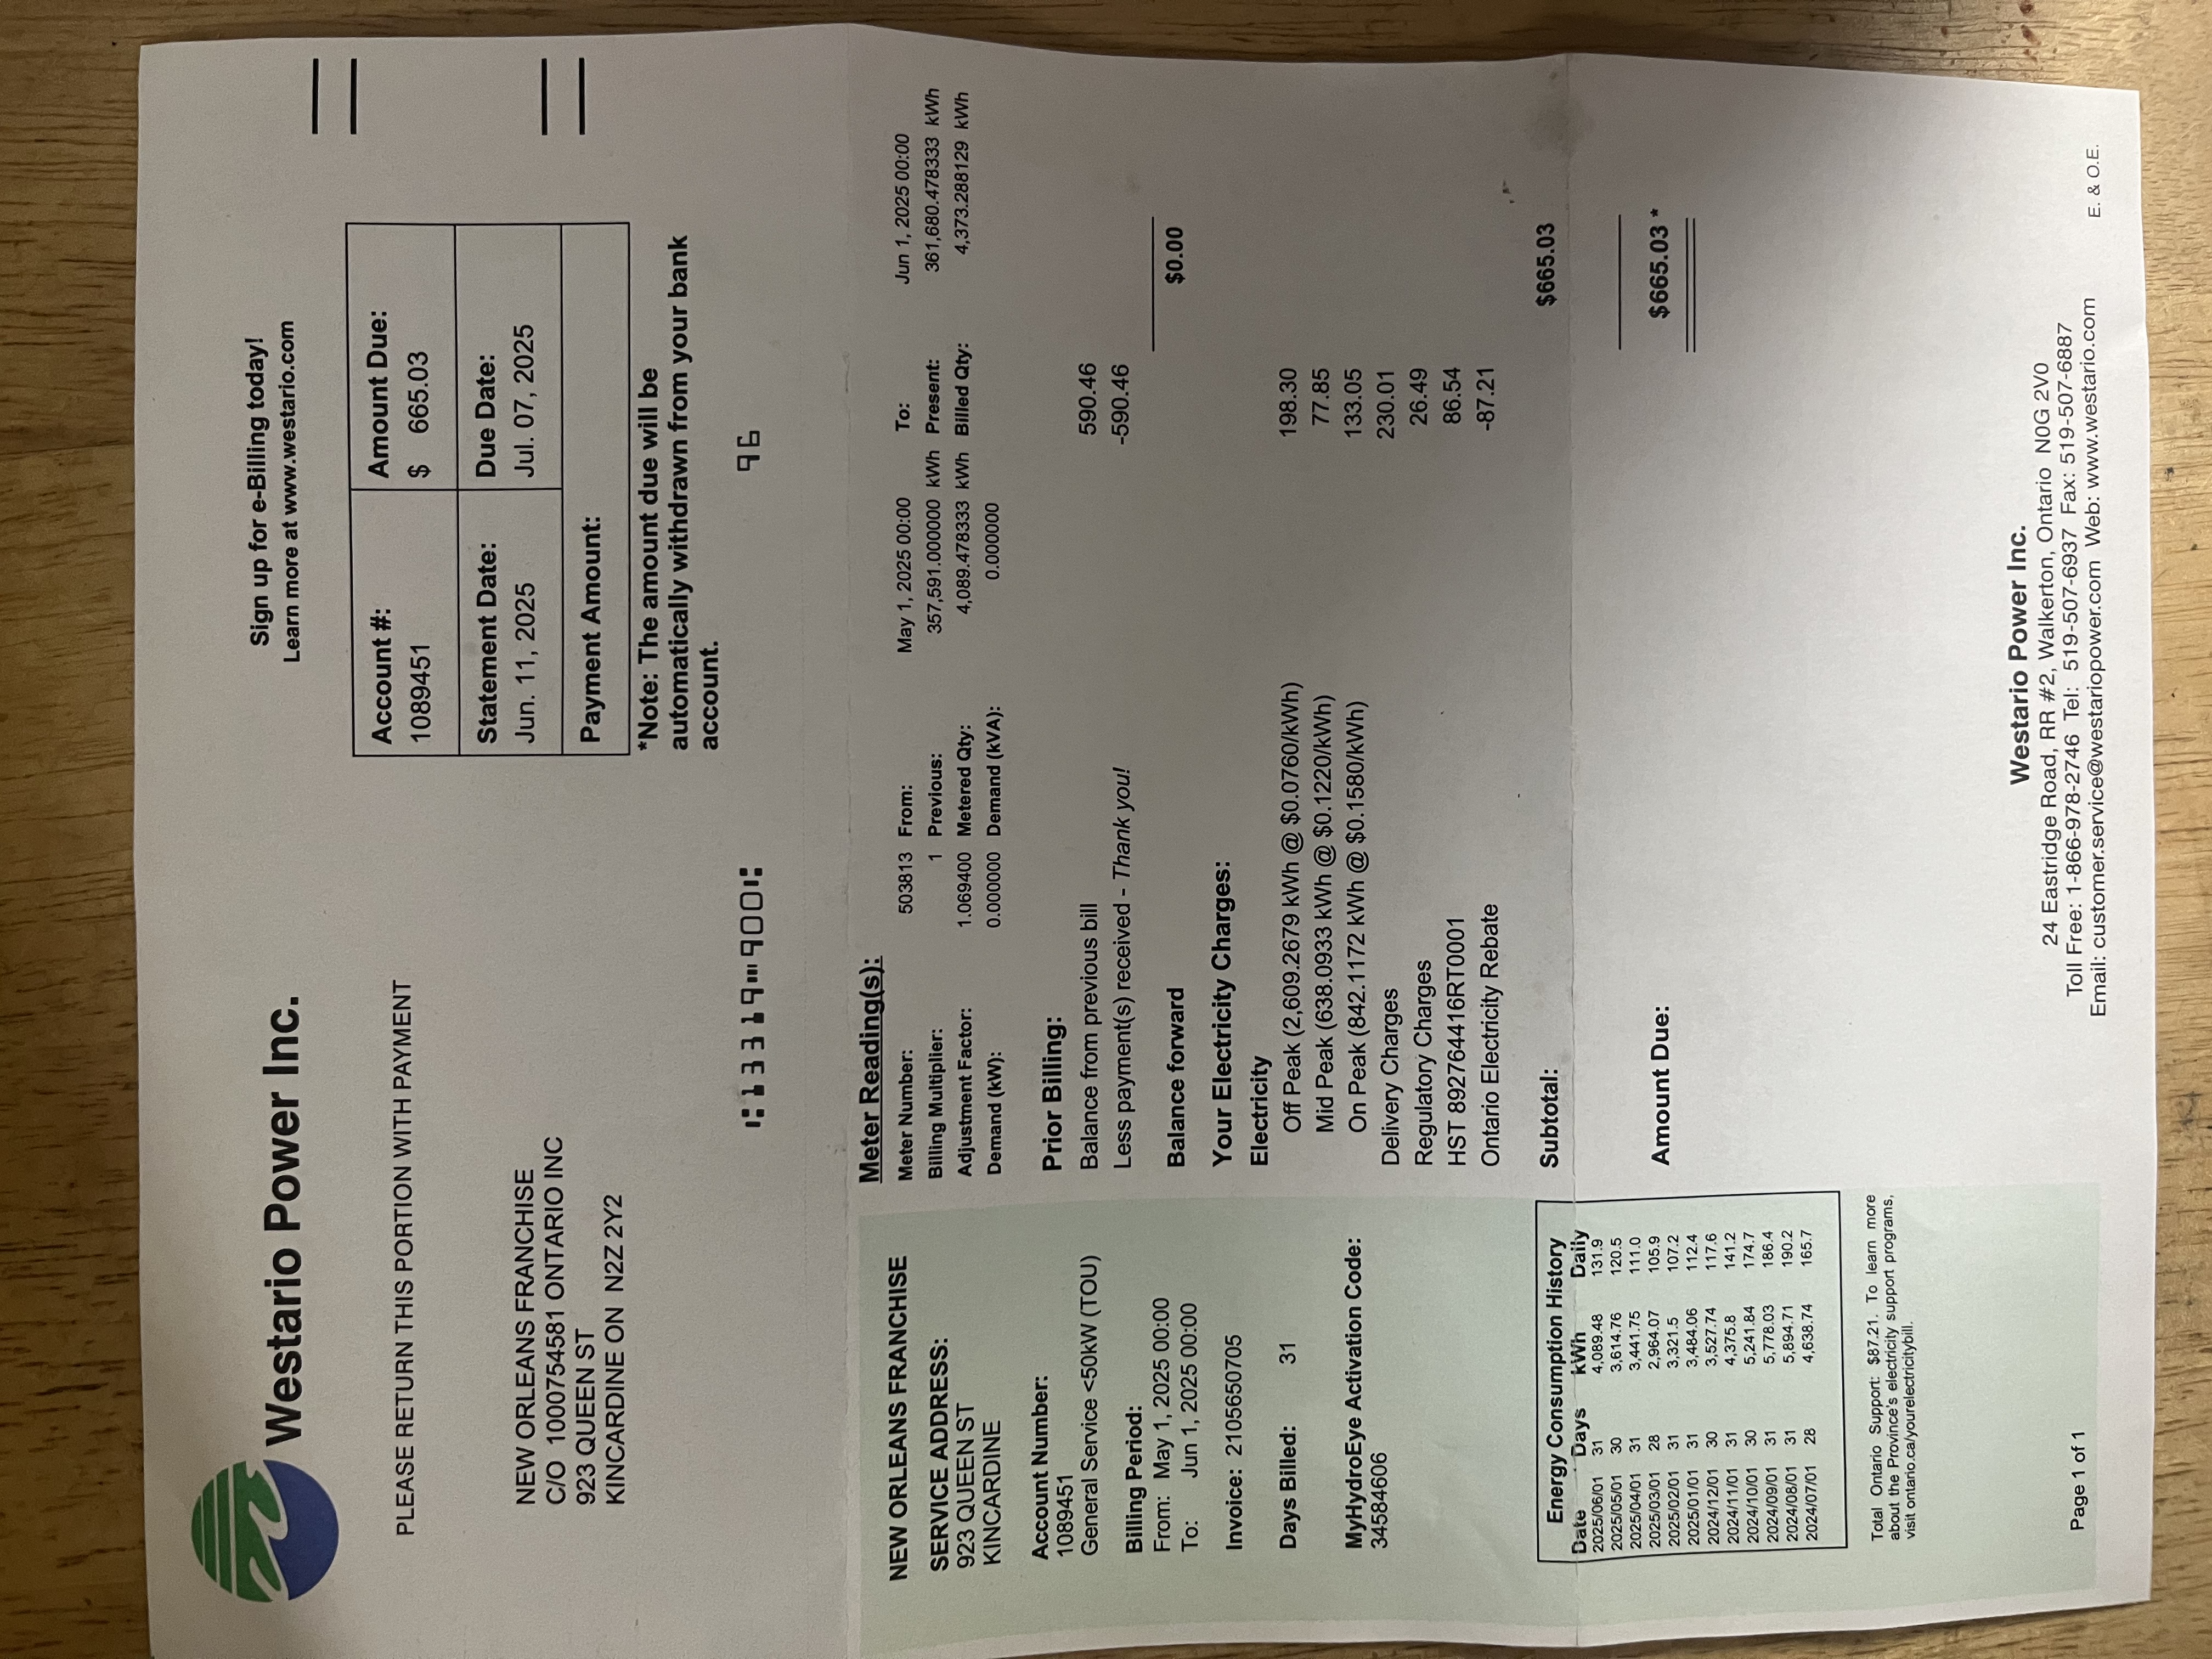 Westario Power Inc.
Sign up for e-Billing today!
Learn more at www.westario.com
PLEASE RETURN THIS PORTION WITH PAYMENT
Account #:
1089451
Amount Due:
$ 665.03
Statement Date:
Jun. 11, 2025
Due Date:
Jul. 07, 2025
Payment Amount:
*Note: The amount due will be
automatically withdrawn from your bank
account.
NEW ORLEANS FRANCHISE
C/O 1000754581 ONTARIO INC
923 QUEEN ST
KINCARDINE ON N2Z 2Y2
⑆13319⑉900⑆ 96
NEW ORLEANS FRANCHISE
SERVICE ADDRESS:
923 QUEEN ST
KINCARDINE
Account Number:
1089451
General Service <50kW (TOU)
Billing Period:
From: May 1, 2025 00:00
To: Jun 1, 2025 00:00
Invoice: 2105650705
Days Billed: 31
MyHydroEye Activation Code:
34584606
Energy Consumption History
Date Days kWh Daily
2025/06/01 31 4,089.48 131.9
2025/05/01 30 3,614.76 120.5
2025/04/01 31 3,441.75 111.0
2025/03/01 28 2,964.07 105.9
2025/02/01 31 3,321.5 107.2
2025/01/01 31 3,484.06 112.4
2024/12/01 30 3,527.74 117.6
2024/11/01 31 4,375.8 141.2
2024/10/01 30 5,241.84 174.7
2024/09/01 31 5,778.03 186.4
2024/08/01 31 5,894.71 190.2
2024/07/01 28 4,638.74 165.7
Total Ontario Support: $87.21. To learn more
about the Province's electricity support programs,
visit ontario.ca/yourelectricitybill.
Page 1 of 1
Meter Reading(s):
Meter Number: 503813 From: May 1, 2025 00:00 To: Jun 1, 2025 00:00
Billing Multiplier: 1 Previous: 357,591.000000 kWh Present: 361,680.478333 kWh
Adjustment Factor: 1.069400 Metered Qty: 4,089.478333 kWh Billed Qty: 4,373.288129 kWh
Demand (kW): 0.000000 Demand (kVA): 0.000000
Prior Billing:
Balance from previous bill 590.46
Less payment(s) received - Thank you! -590.46
Balance forward $0.00
Your Electricity Charges:
Electricity
Off Peak (2,609.2679 kWh @ $0.0760/kWh) 198.30
Mid Peak (638.0933 kWh @ $0.1220/kWh) 77.85
On Peak (842.1172 kWh @ $0.1580/kWh) 133.05
Delivery Charges 230.01
Regulatory Charges 26.49
HST 892764416RT0001 86.54
Ontario Electricity Rebate -87.21
Subtotal: $665.03
Amount Due: $665.03 *
Westario Power Inc.
24 Eastridge Road, RR #2, Walkerton, Ontario N0G 2V0
Toll Free: 1-866-978-2746 Tel: 519-507-6937 Fax: 519-507-6887
Email: customer.service@westariopower.com Web: www.westario.com
E. & O.E.